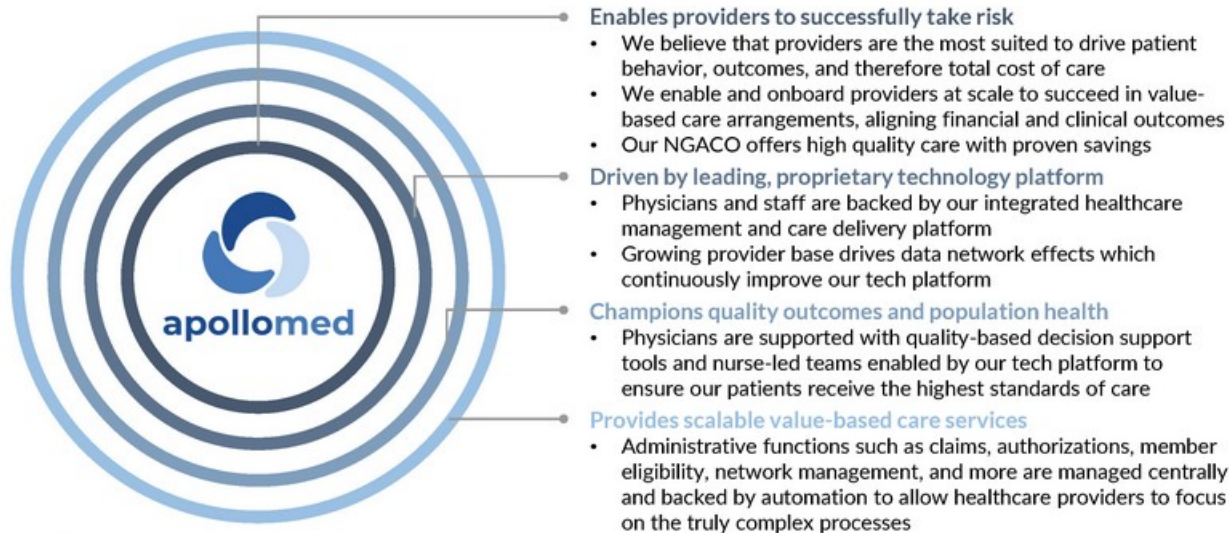 apollomed
Enables providers to successfully take risk
• We believe that providers are the most suited to drive patient
behavior, outcomes, and therefore total cost of care
• We enable and onboard providers at scale to succeed in value-
based care arrangements, aligning financial and clinical outcomes
• Our NGACO offers high quality care with proven savings
Driven by leading, proprietary technology platform
• Physicians and staff are backed by our integrated healthcare
management and care delivery platform
• Growing provider base drives data network effects which
continuously improve our tech platform
Champions quality outcomes and population health
• Physicians are supported with quality-based decision support
tools and nurse-led teams enabled by our tech platform to
ensure our patients receive the highest standards of care
Provides scalable value-based care services
• Administrative functions such as claims, authorizations, member
eligibility, network management, and more are managed centrally
and backed by automation to allow healthcare providers to focus
on the truly complex processes